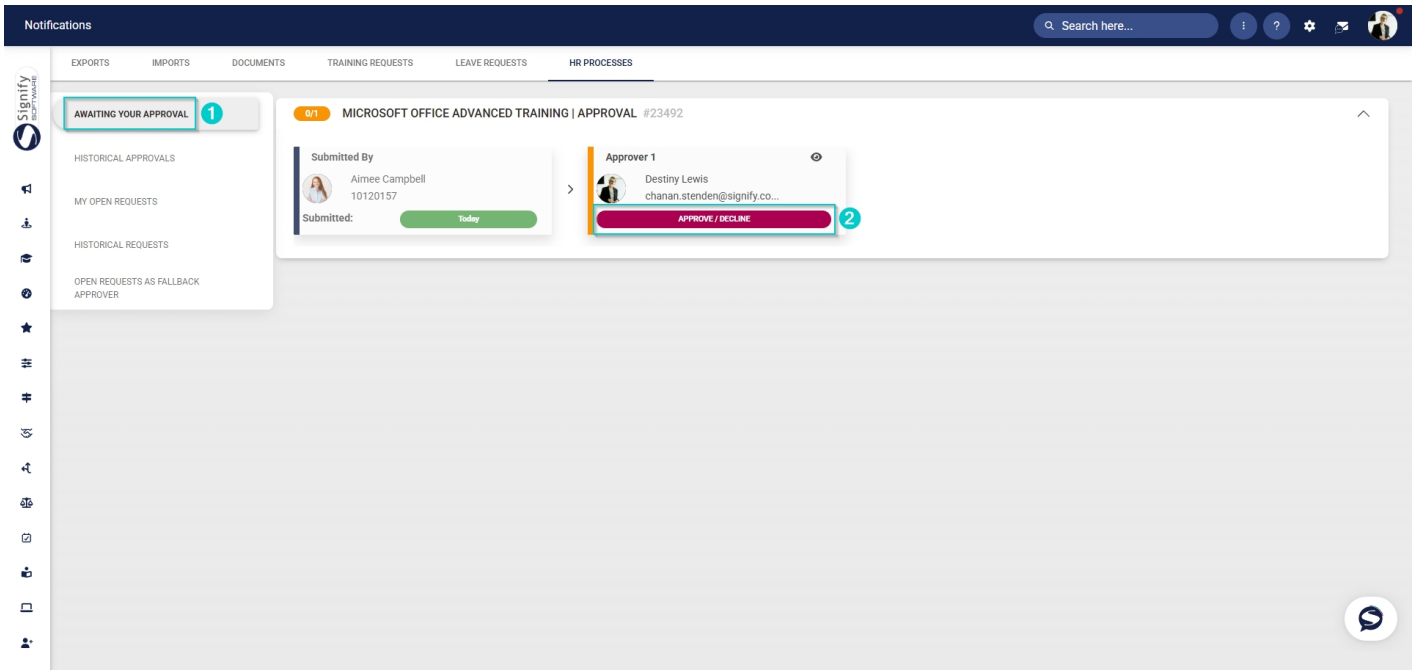 Notifications
Search here...
?
EXPORTS IMPORTS DOCUMENTS TRAINING REQUESTS LEAVE REQUESTS HR PROCESSES
Signify
SOFTWARE
AWAITING YOUR APPROVAL 1
HISTORICAL APPROVALS
MY OPEN REQUESTS
HISTORICAL REQUESTS
OPEN REQUESTS AS FALLBACK
APPROVER
0/1 MICROSOFT OFFICE ADVANCED TRAINING | APPROVAL #23492
Submitted By
Aimee Campbell
10120157
Submitted: Today
Approver 1
Destiny Lewis
chanan.stenden@signify.co...
APPROVE / DECLINE 2